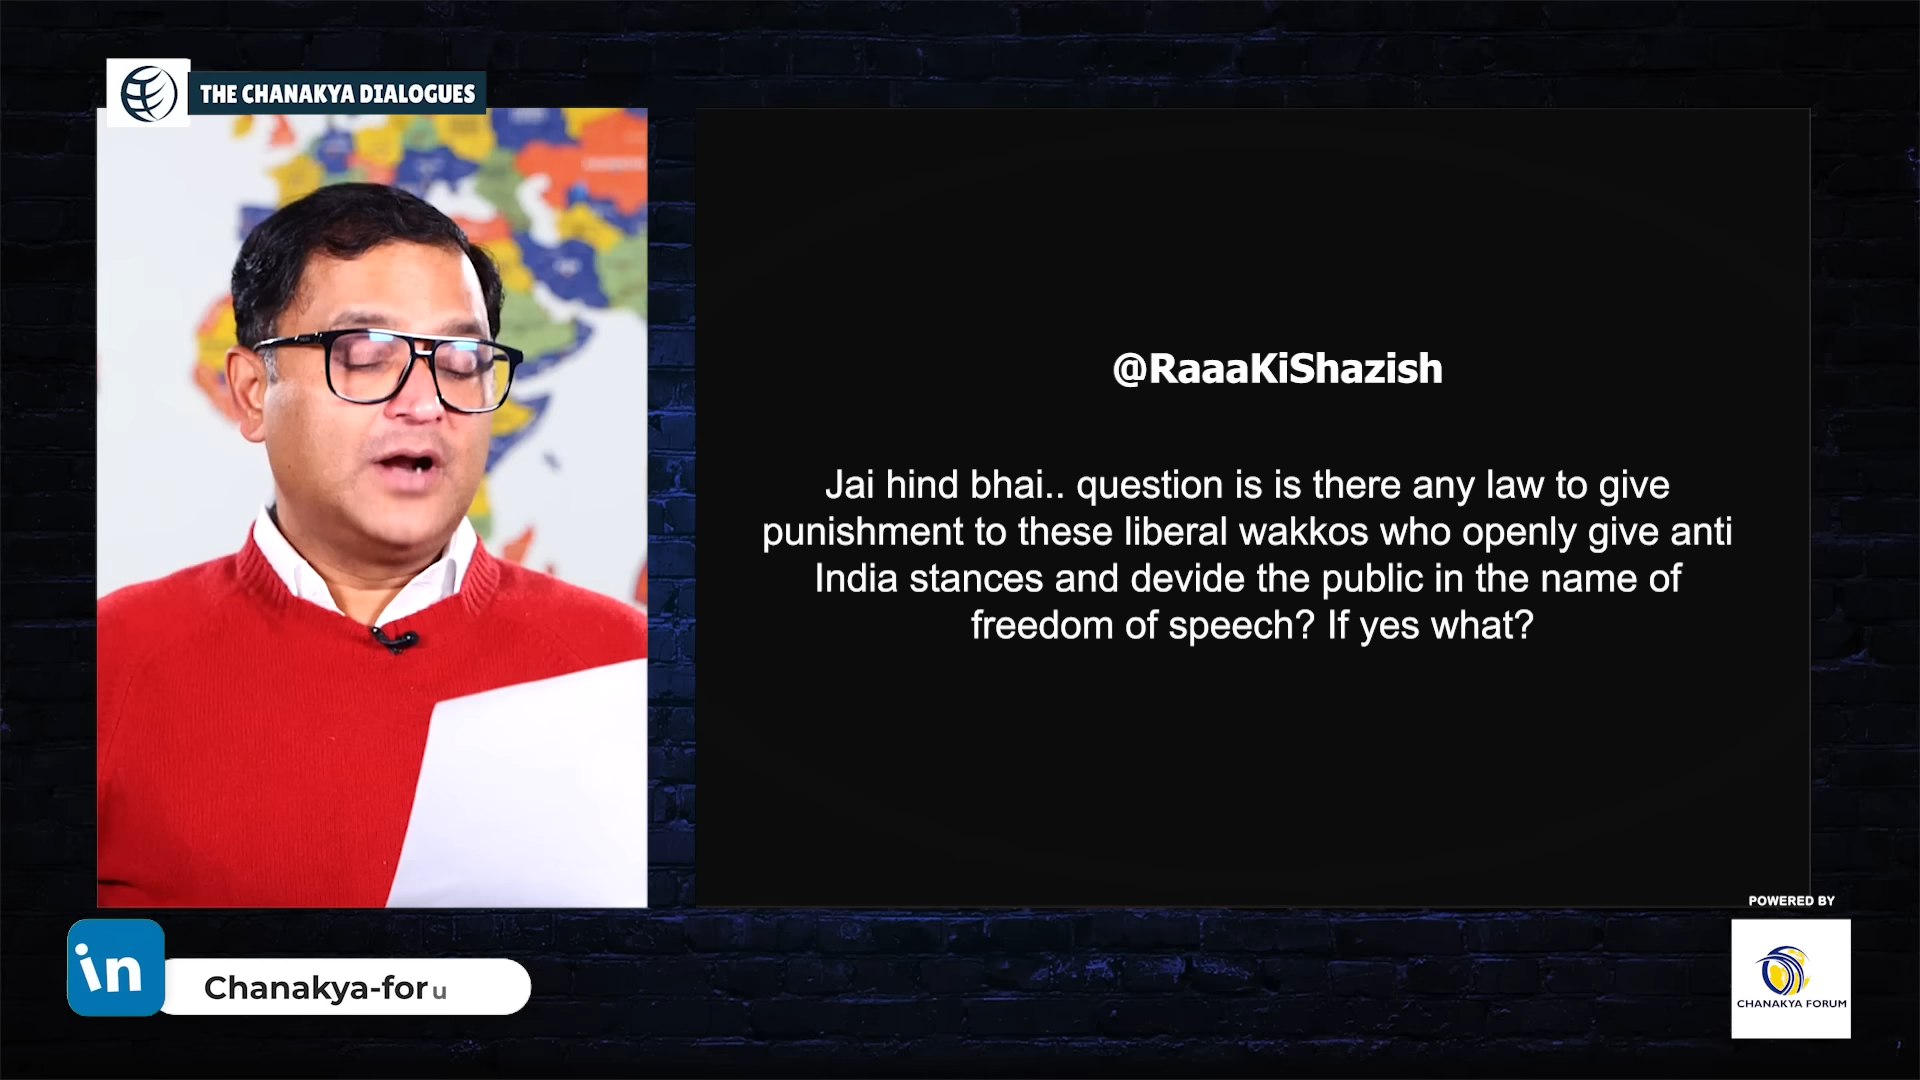 THE CHANAKYA DIALOGUES
@RaaaKiShazish
Jai hind bhai.. question is is there any law to give
punishment to these liberal wakkos who openly give anti
India stances and devide the public in the name of
freedom of speech? If yes what?
POWERED BY
CHANAKYA FORUM
in
Chanakya-foru